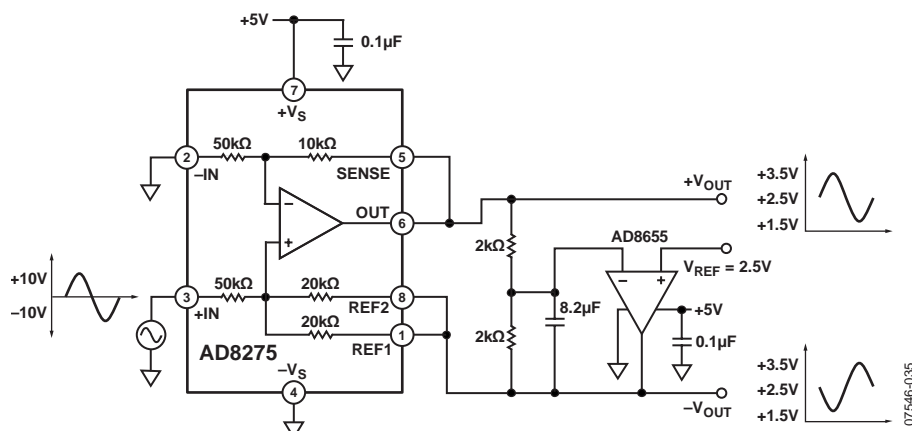 +5V
0.1µF
7
+VS
50kΩ
10kΩ
2
5
–IN
SENSE
+VOUT
+3.5V
+2.5V
+1.5V
OUT
6
–
+
2kΩ
AD8655
–
+
VREF = 2.5V
+10V
–10V
50kΩ
20kΩ
3
8
+IN
REF2
8.2µF
+5V
20kΩ
1
REF1
2kΩ
0.1µF
AD8275
–VS
4
–VOUT
+3.5V
+2.5V
+1.5V
07546-035